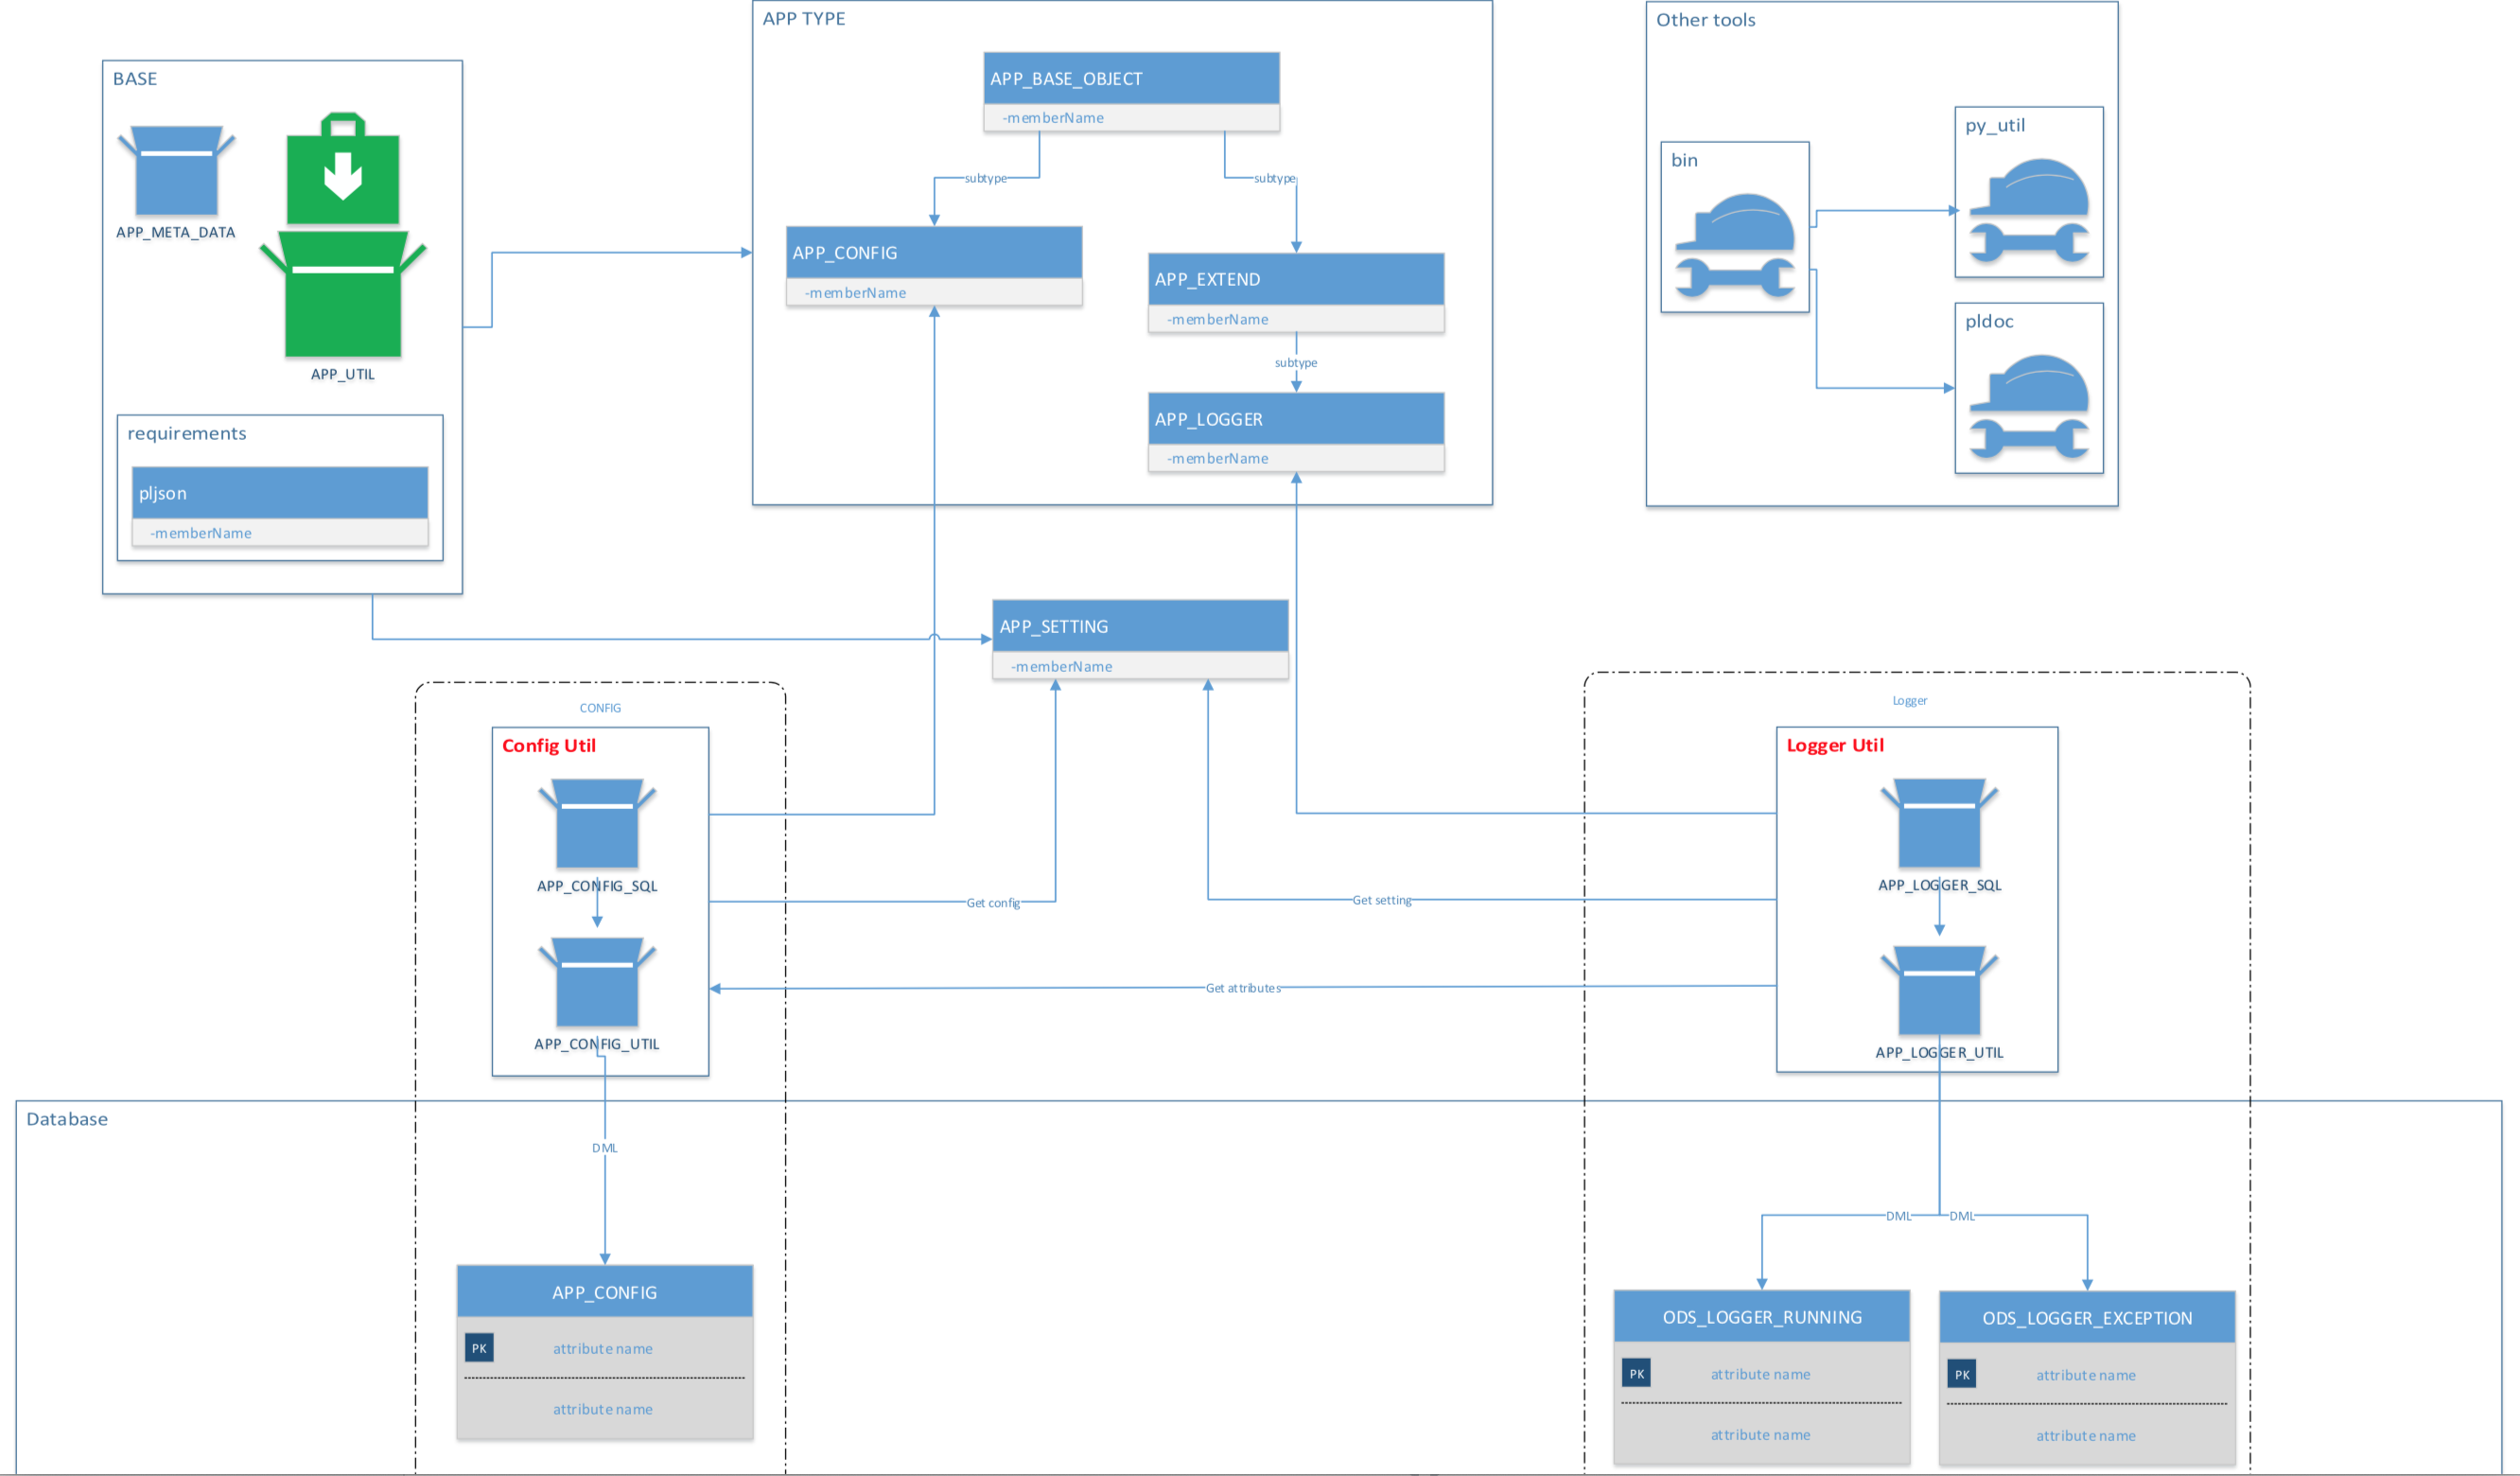 BASE
APP_META_DATA
APP_UTIL
requirements
pljson
-memberName
APP TYPE
APP_BASE_OBJECT
-memberName
subtype
subtype
APP_CONFIG
-memberName
APP_EXTEND
-memberName
subtype
APP_LOGGER
-memberName
Other tools
bin
py_util
pldoc
APP_SETTING
-memberName
CONFIG
Config Util
APP_CONFIG_SQL
APP_CONFIG_UTIL
Get config
Get setting
Get attributes
Logger
Logger Util
APP_LOGGER_SQL
APP_LOGGER_UTIL
Database
DML
APP_CONFIG
PK
attribute name
attribute name
DML
DML
ODS_LOGGER_RUNNING
PK
attribute name
attribute name
ODS_LOGGER_EXCEPTION
PK
attribute name
attribute name